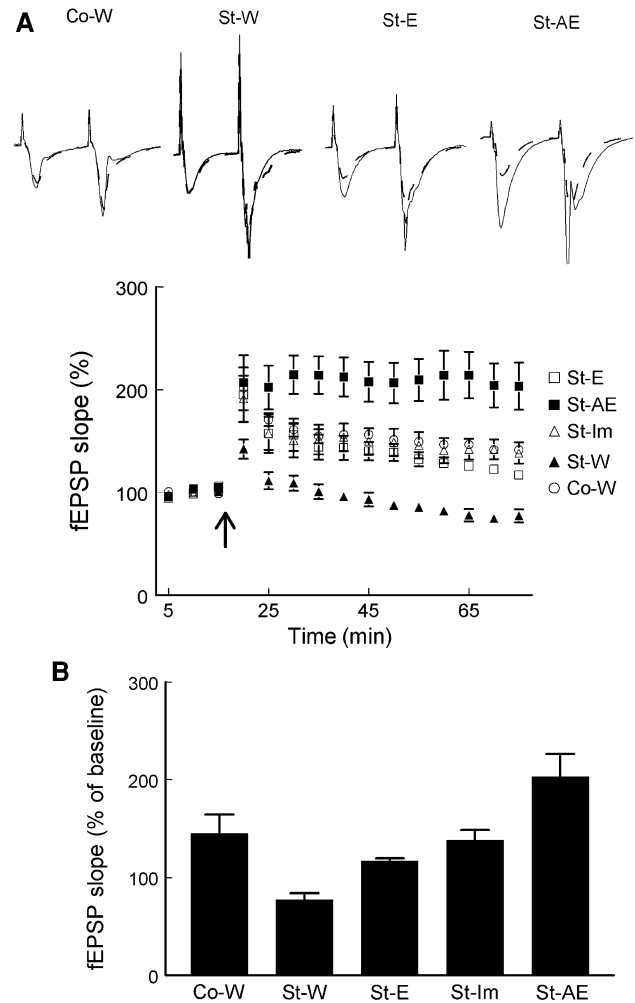 A
Co-W St-W St-E St-AE
300
200
100
0
fEPSP slope (%)
5 25 45 65
Time (min)
St-E
St-AE
St-Im
St-W
Co-W
B
300
200
100
0
fEPSP slope (% of baseline)
Co-W St-W St-E St-Im St-AE